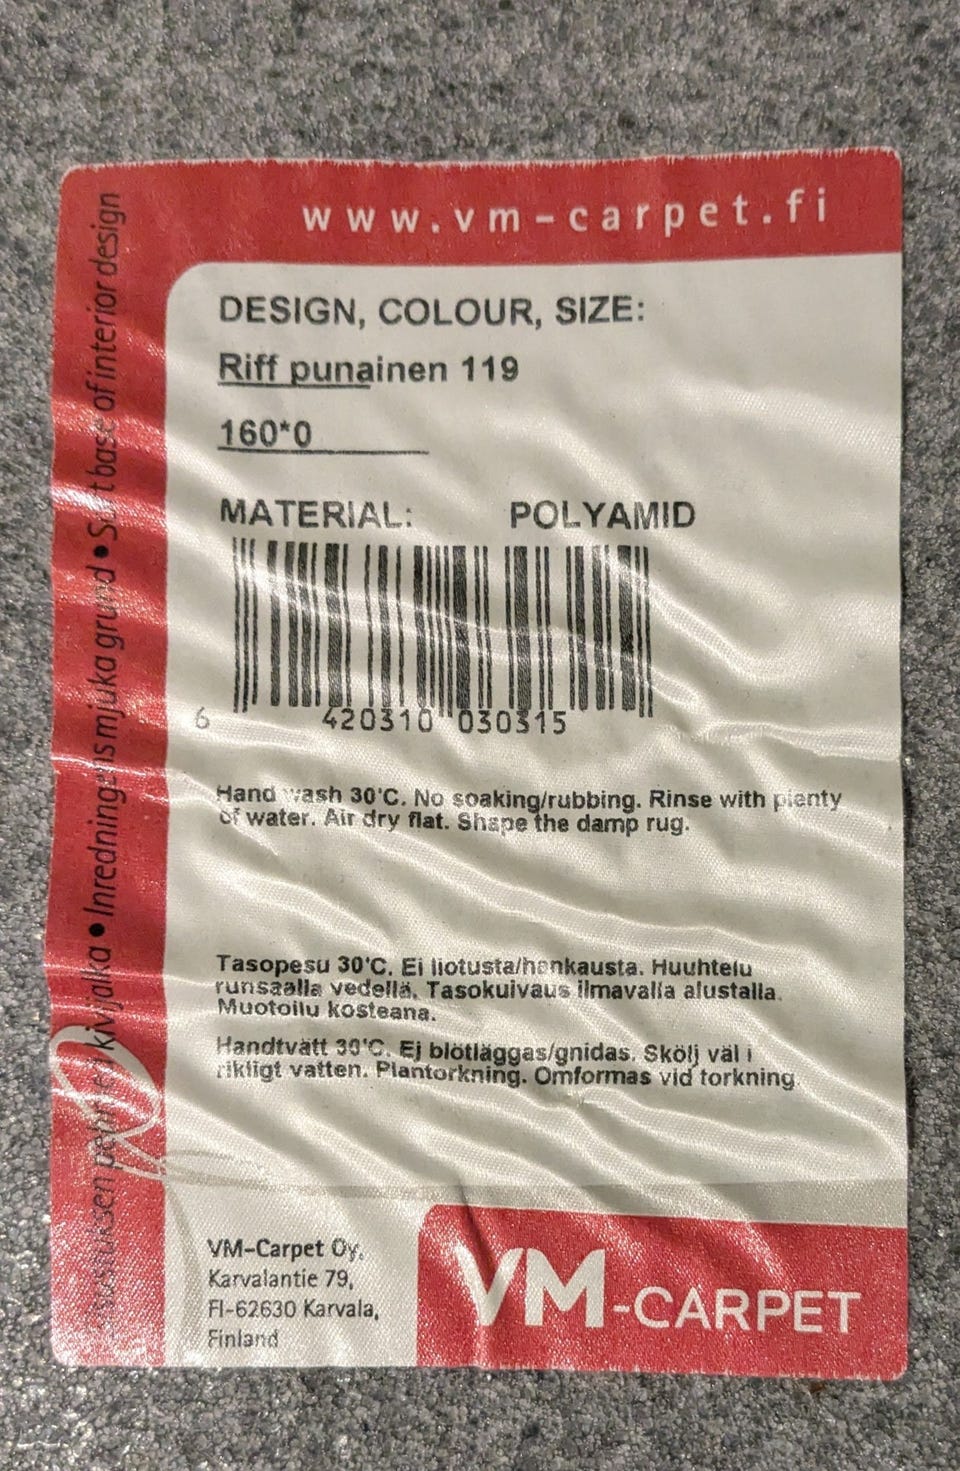 www.vm-carpet.fi
DESIGN, COLOUR, SIZE:
Riff punainen 119
160*0
MATERIAL: POLYAMID
6 420310 030315
Hand wash 30'C. No soaking/rubbing. Rinse with plenty
of water. Air dry flat. Shape the damp rug.
Tasopesu 30'C. Ei liotusta/hankausta. Huuhtelu
runsaalla vedellä. Tasokuivaus ilmavalla alustalla.
Muotoilu kosteana.
Handtvätt 30'C. Ej blötläggas/gnidas. Skölj väl i
rikligt vatten. Plantorkning. Omformas vid torkning.
VM-Carpet Oy,
Karvalantie 79,
FI-62630 Karvala,
Finland
VM-CARPET
Sisustuksen pehmeä kivijalka • Inredningens mjuka grund • Soft base of interior design